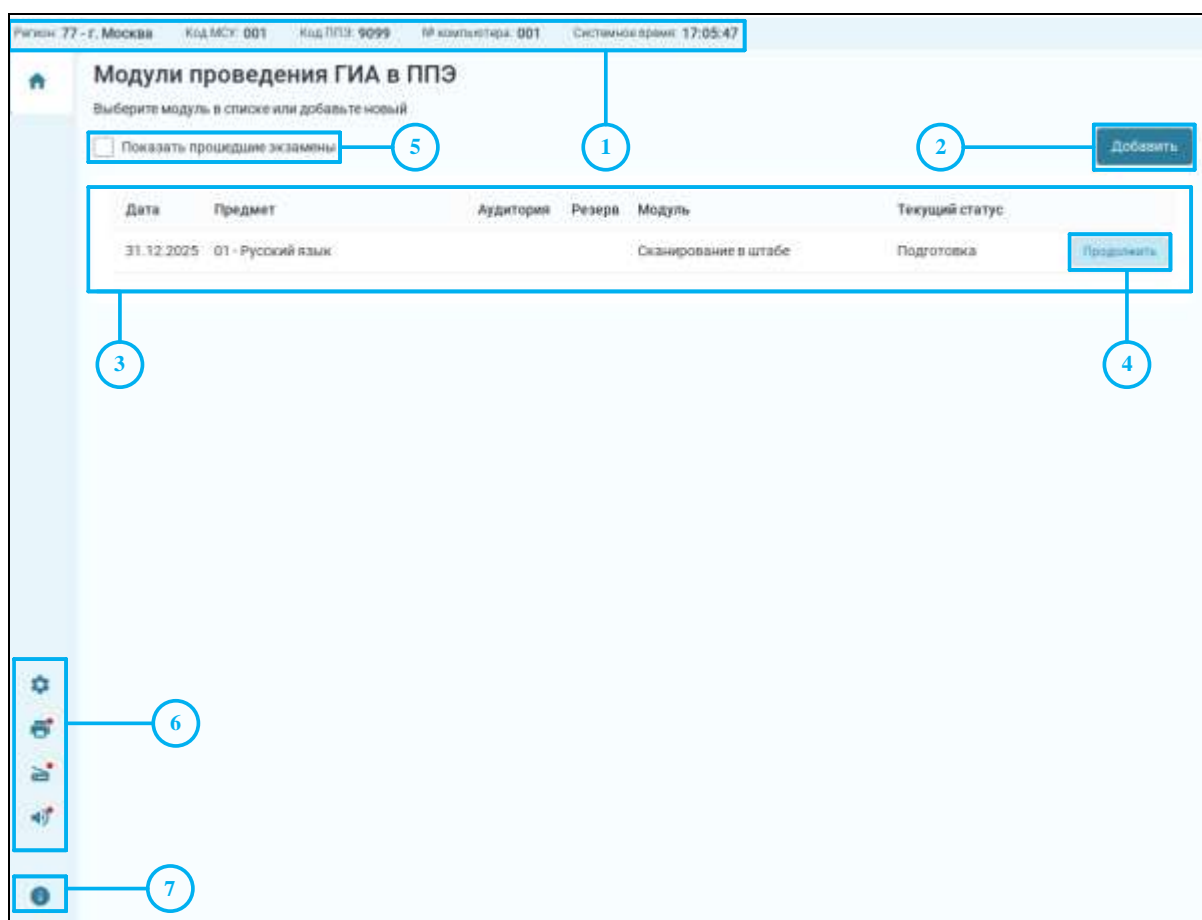 Регион: 77 - г. Москва Код МСУ: 001 Код ППЭ: 9099 № компьютера: 001 Системное время: 17:05:47
Модули проведения ГИА в ППЭ
Выберите модуль в списке или добавьте новый
Показать прошедшие экзамены 5 1 2 Добавить
Дата Предмет Аудитория Резерв Модуль Текущий статус
31.12.2025 01 - Русский язык Сканирование в штабе Подготовка Продолжить
3 4
6
7